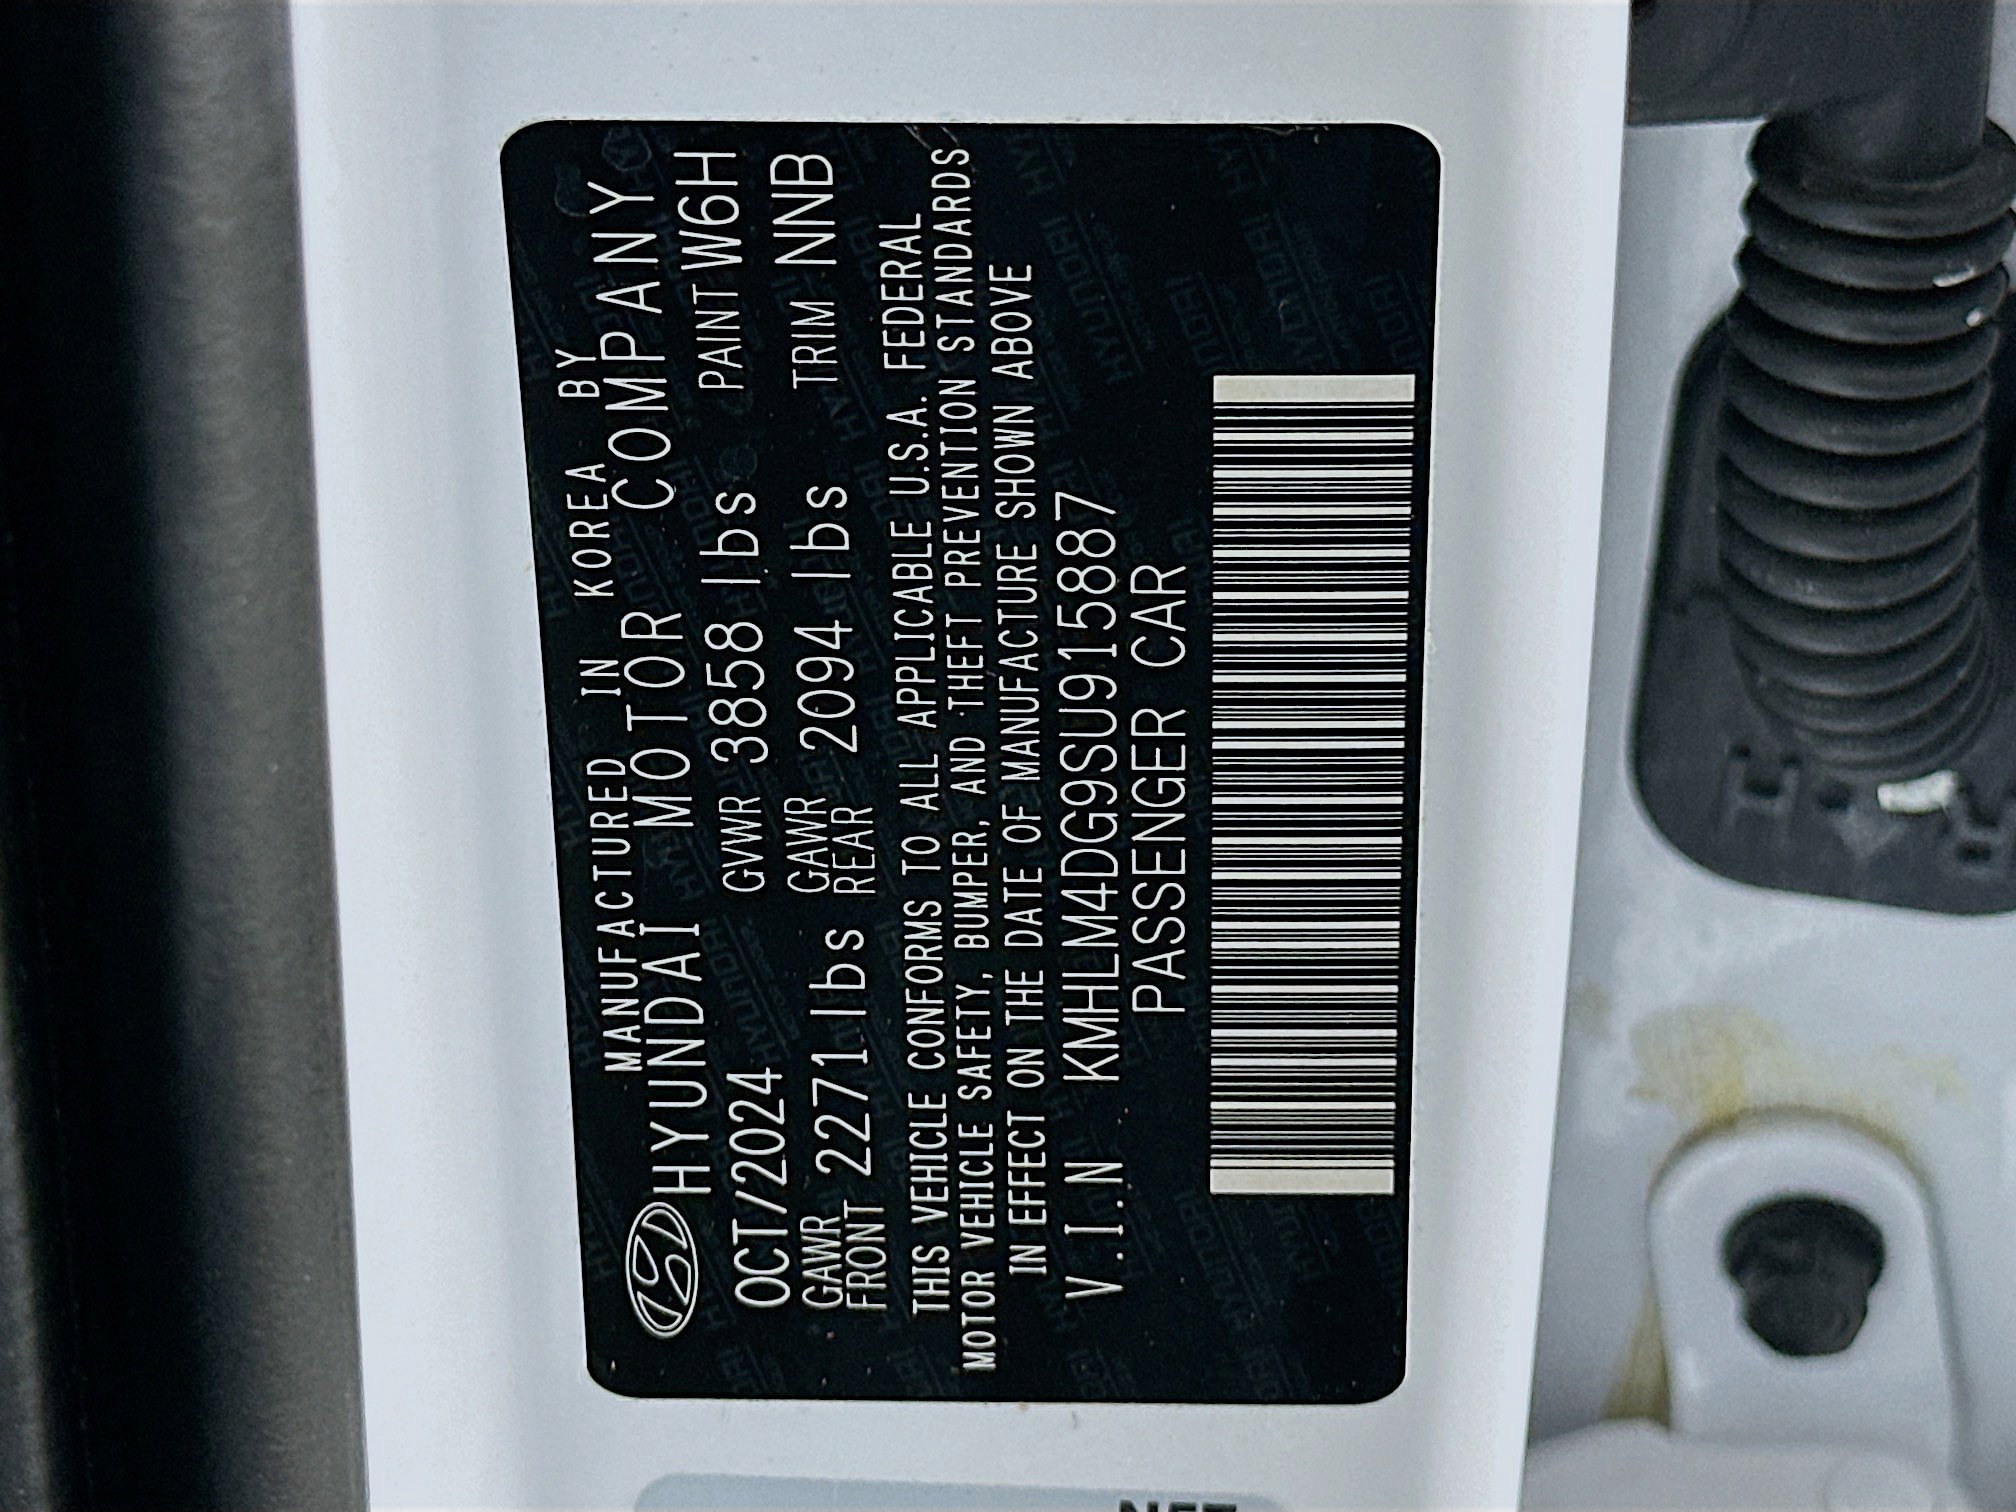 MANUFACTURED IN KOREA BY
HYUNDAI MOTOR COMPANY
OCT/2024 GVWR 3858 lbs PAINT W6H
GAWR FRONT 2271 lbs GAWR REAR 2094 lbs TRIM NNB
THIS VEHICLE CONFORMS TO ALL APPLICABLE U.S.A. FEDERAL
MOTOR VEHICLE SAFETY, BUMPER, AND THEFT PREVENTION STANDARDS
IN EFFECT ON THE DATE OF MANUFACTURE SHOWN ABOVE
V.I.N KMHLM4DG9SU915887
PASSENGER CAR